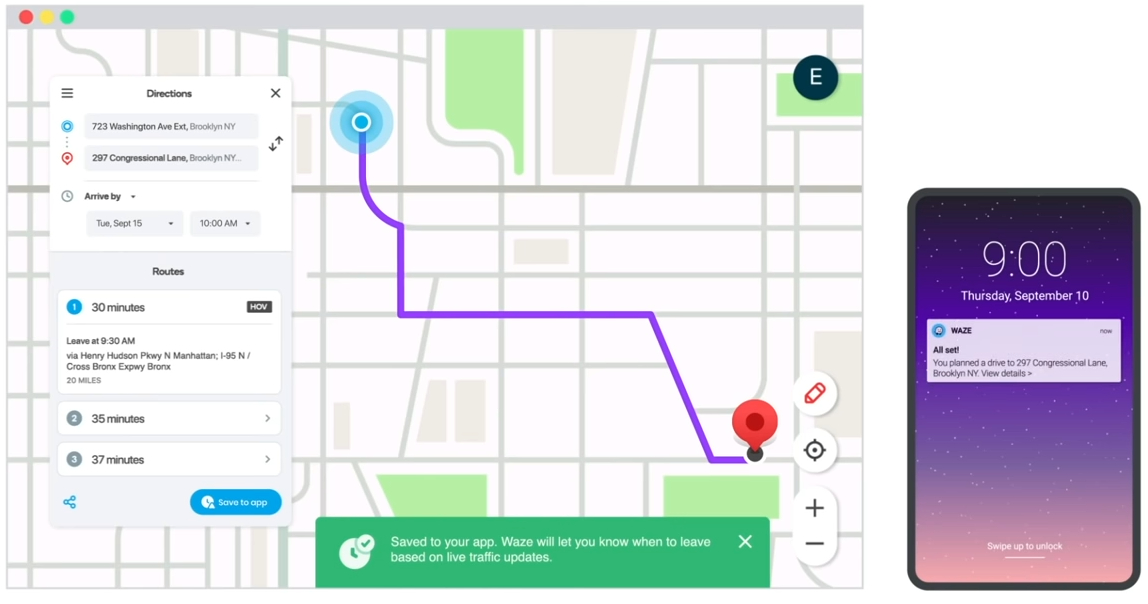 Directions
723 Washington Ave Ext, Brooklyn NY
297 Congressional Lane, Brooklyn NY...
Arrive by
Tue, Sept 15
10:00 AM
Routes
1 30 minutes HOV
Leave at 9:30 AM
via Henry Hudson Pkwy N Manhattan; I-95 N /
Cross Bronx Expwy Bronx
20 MILES
2 35 minutes
3 37 minutes
Save to app
E
Saved to your app. Waze will let you know when to leave
based on live traffic updates.
9:00
Thursday, September 10
WAZE now
All set!
You planned a drive to 297 Congressional Lane,
Brooklyn NY. View details >
Swipe up to unlock